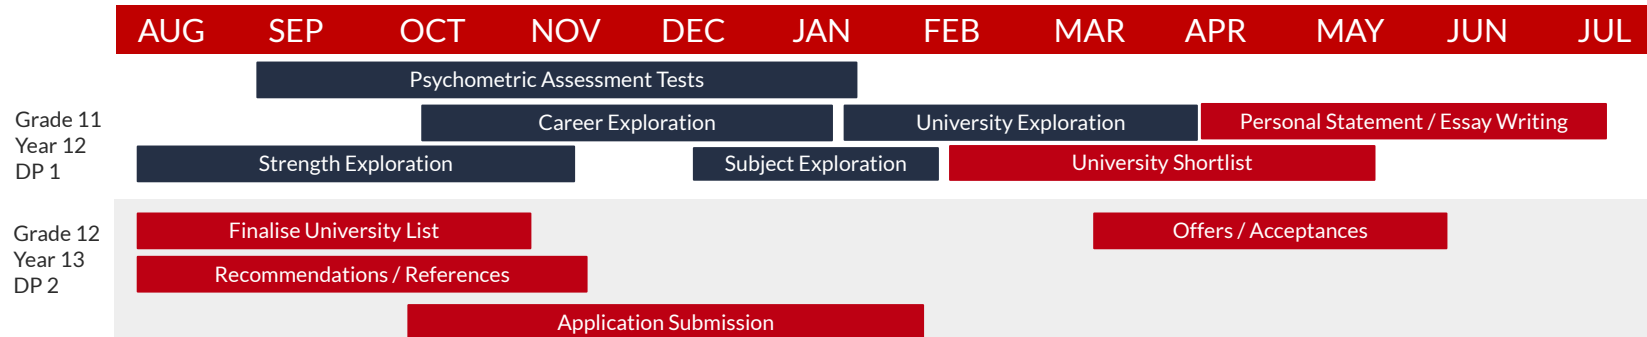 AUG SEP OCT NOV DEC JAN FEB MAR APR MAY JUN JUL
Psychometric Assessment Tests
Grade 11
Year 12
DP 1
Career Exploration
University Exploration
Personal Statement / Essay Writing
Strength Exploration
Subject Exploration
University Shortlist
Grade 12
Year 13
DP 2
Finalise University List
Offers / Acceptances
Recommendations / References
Application Submission